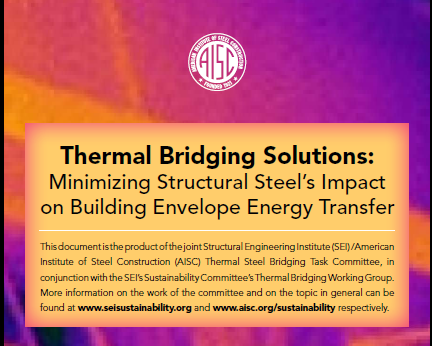 AMERICAN INSTITUTE OF STEEL CONSTRUCTION
AISC
FOUNDED 1921
Thermal Bridging Solutions:
Minimizing Structural Steel’s Impact
on Building Envelope Energy Transfer
This document is the product of the joint Structural Engineering Institute (SEI)/American
Institute of Steel Construction (AISC) Thermal Steel Bridging Task Committee, in
conjunction with the SEI’s Sustainability Committee’s Thermal Bridging Working Group.
More information on the work of the committee and on the topic in general can be
found at www.seisustainability.org and www.aisc.org/sustainability respectively.